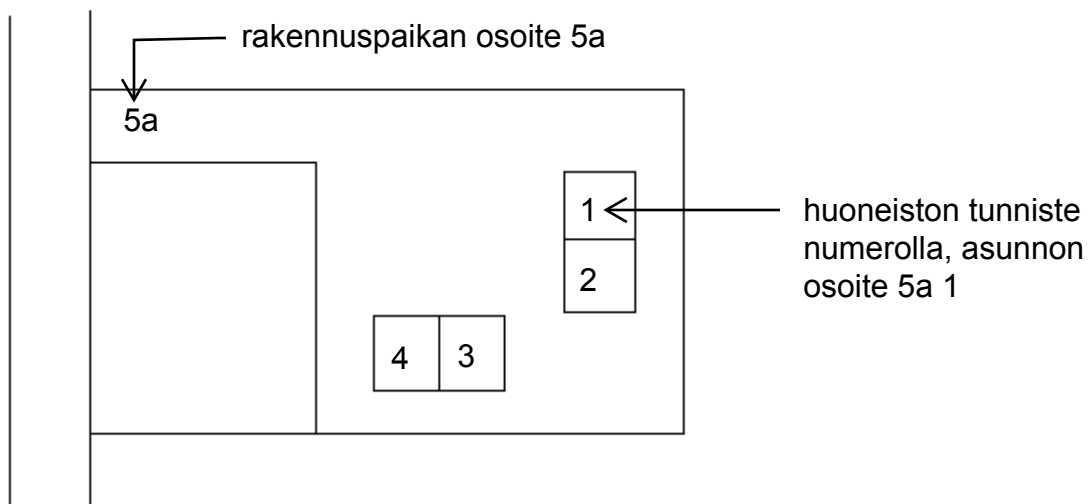 rakennuspaikan osoite 5a
5a
1
huoneiston tunniste
numerolla, asunnon
osoite 5a 1
2
4
3